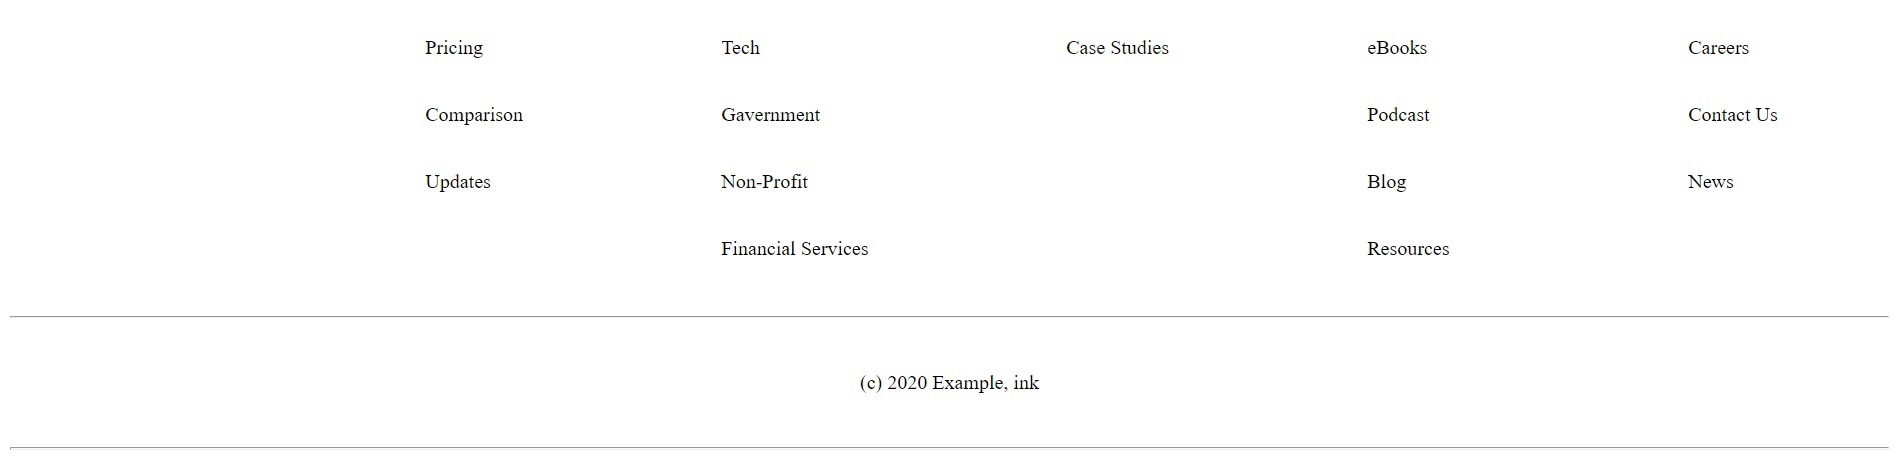 Pricing
Comparison
Updates
Tech
Gavernment
Non-Profit
Financial Services
Case Studies
eBooks
Podcast
Blog
Resources
Careers
Contact Us
News
(c) 2020 Example, ink